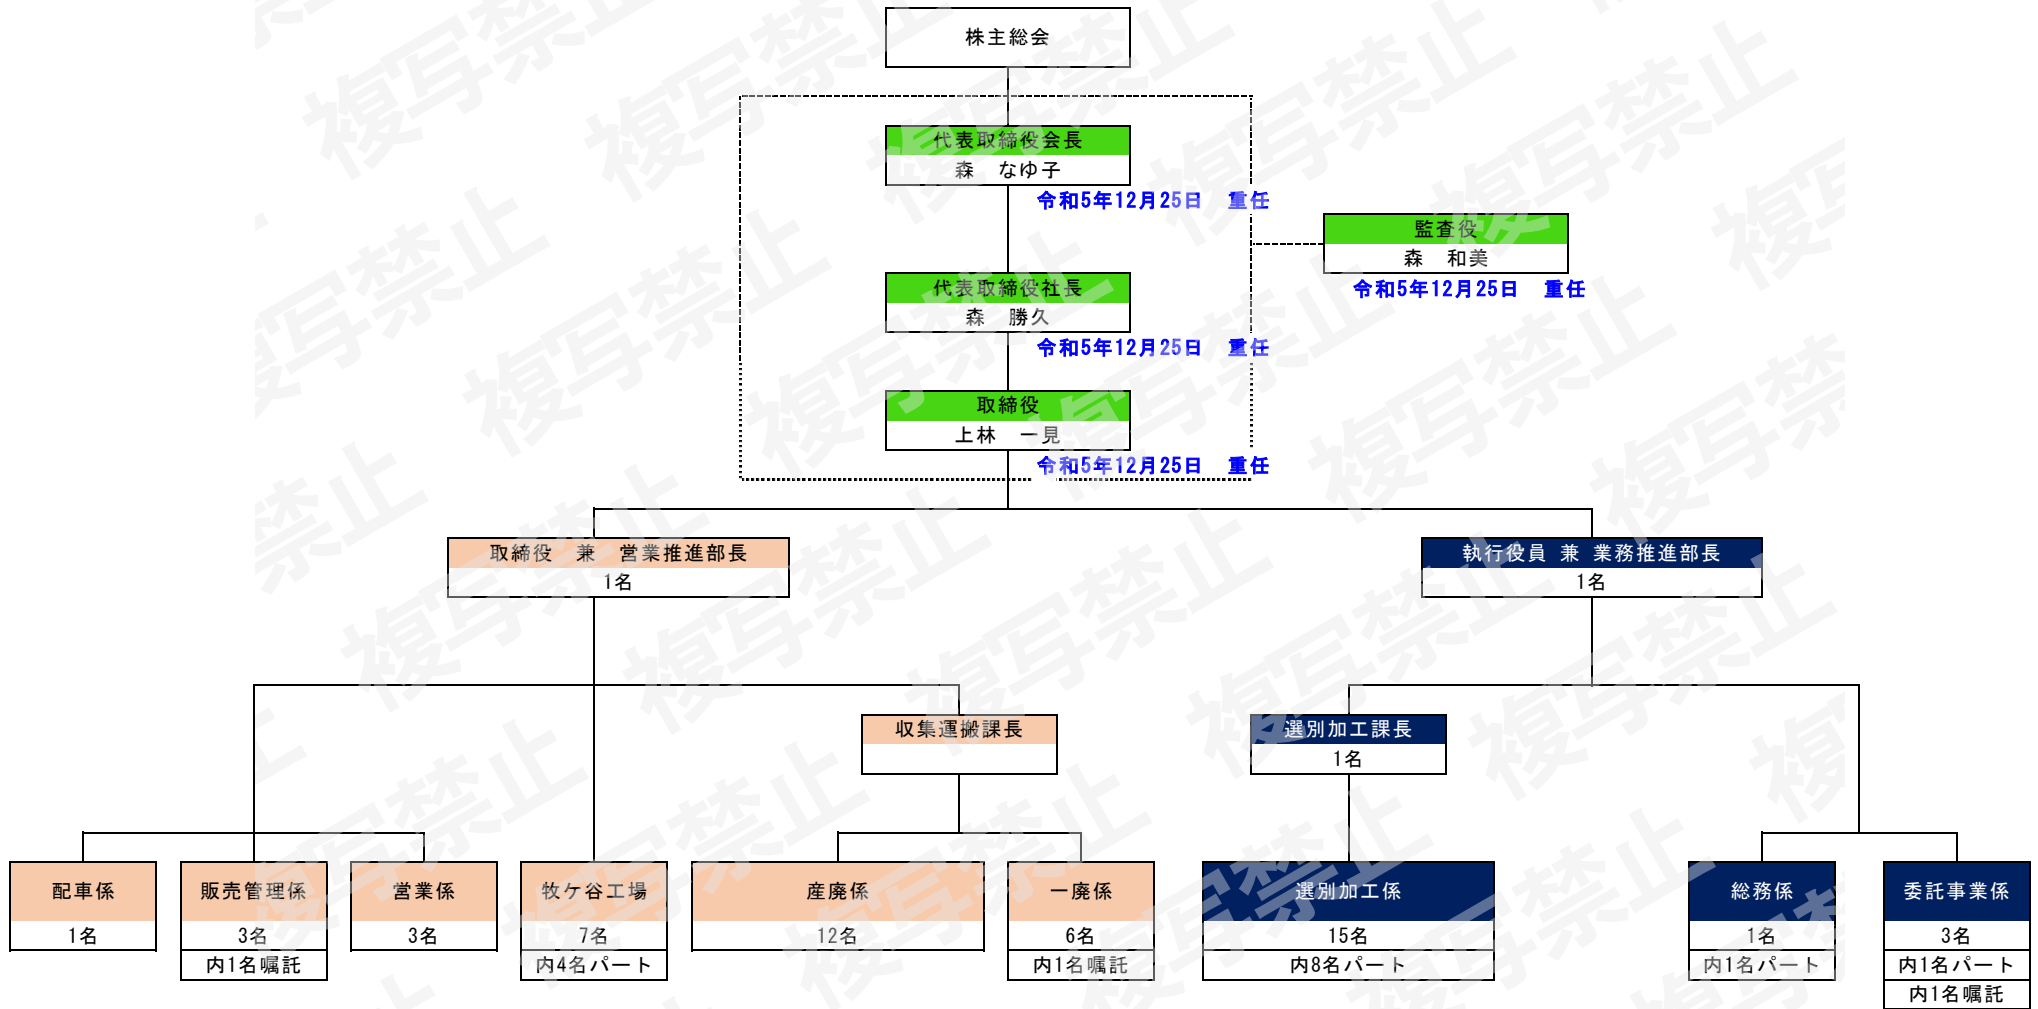 株主総会
代表取締役会長
森　なゆ子
令和5年12月25日　重任
監査役
森　和美
令和5年12月25日　重任
代表取締役社長
森　勝久
令和5年12月25日　重任
取締役
上林　一見
令和5年12月25日　重任
取締役　兼　営業推進部長
1名
執行役員 兼 業務推進部長
1名
収集運搬課長
選別加工課長
1名
配車係
1名
販売管理係
3名
内1名嘱託
営業係
3名
牧ケ谷工場
7名
内4名パート
産廃係
12名
一廃係
6名
内1名嘱託
選別加工係
15名
内8名パート
総務係
1名
内1名パート
委託事業係
3名
内1名パート
内1名嘱託
複写禁止